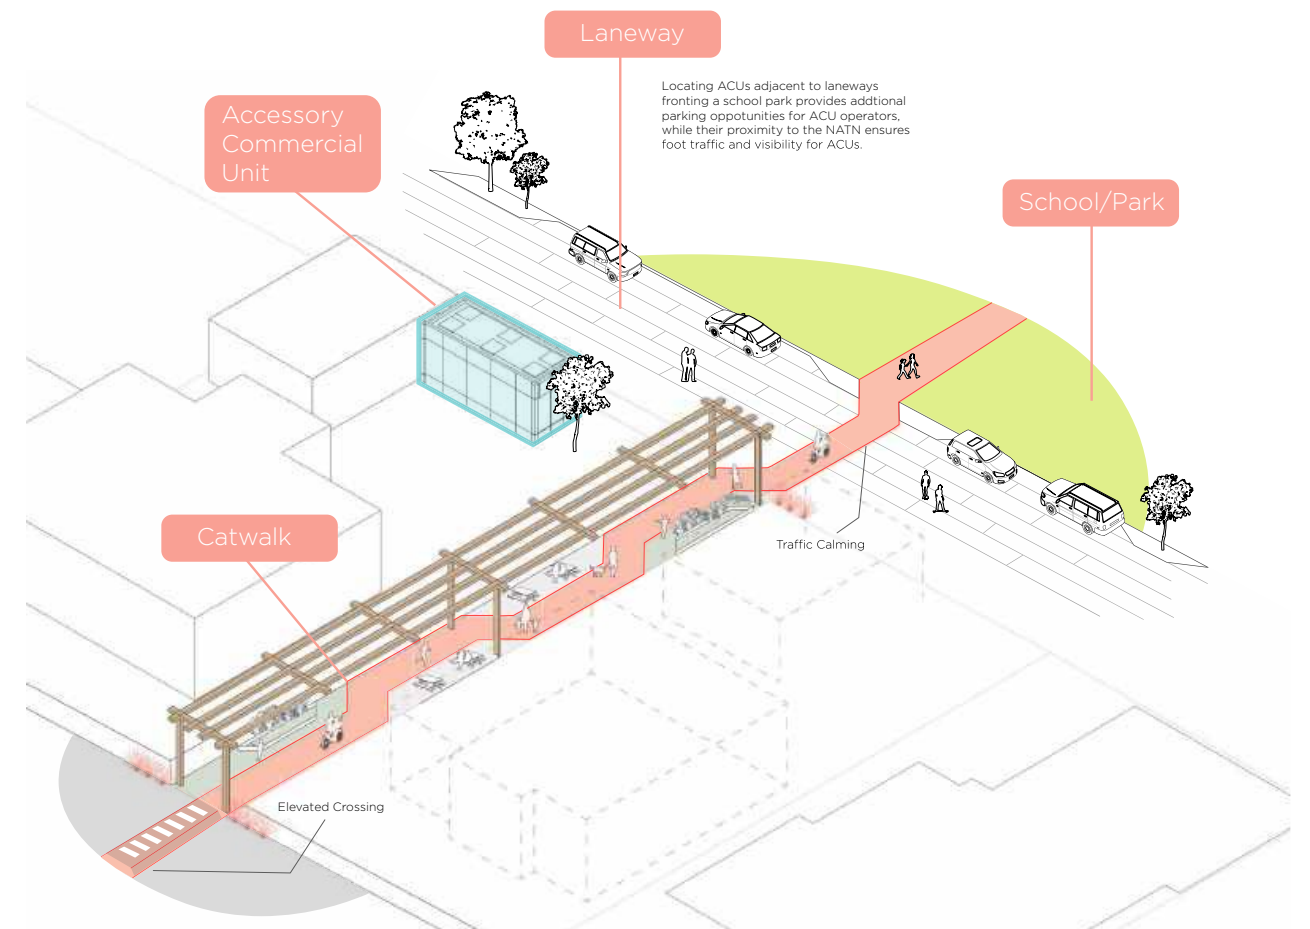 Laneway
Locating ACUs adjacent to laneways
fronting a school park provides addtional
parking oppotunities for ACU operators,
while their proximity to the NATN ensures
foot traffic and visibility for ACUs.
Accessory
Commercial
Unit
School/Park
Catwalk
Traffic Calming
Elevated Crossing